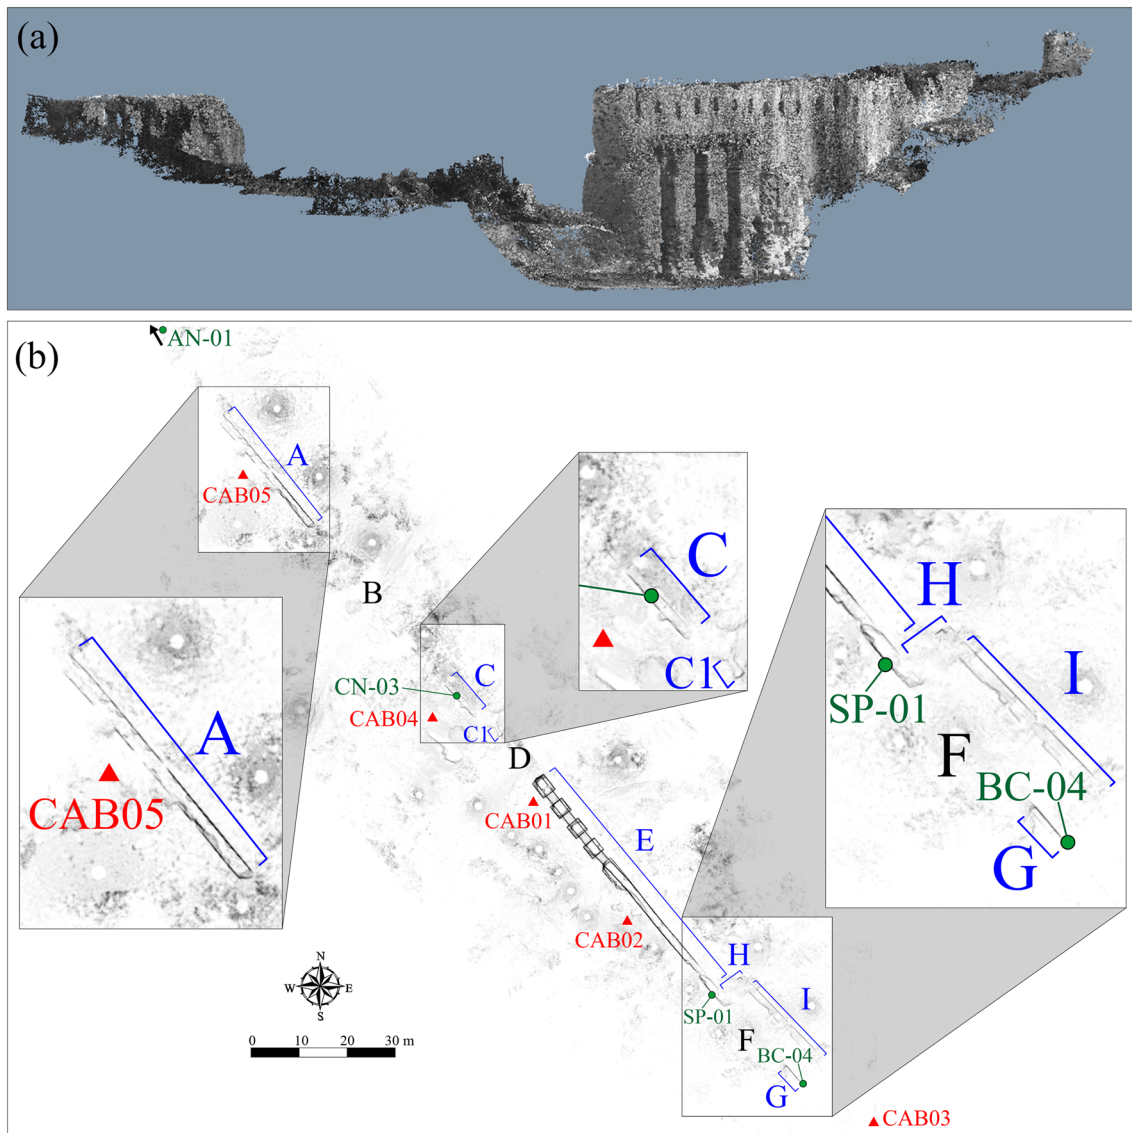 (a)
(b)
AN-01
A
CAB05
B
C
C1
H
I
SP-01
F
BC-04
G
A
CAB05
CN-03
C
CAB04
C1
D
CAB01
E
CAB02
H
I
SP-01
F
BC-04
G
CAB03
N
W E
S
0 10 20 30 m